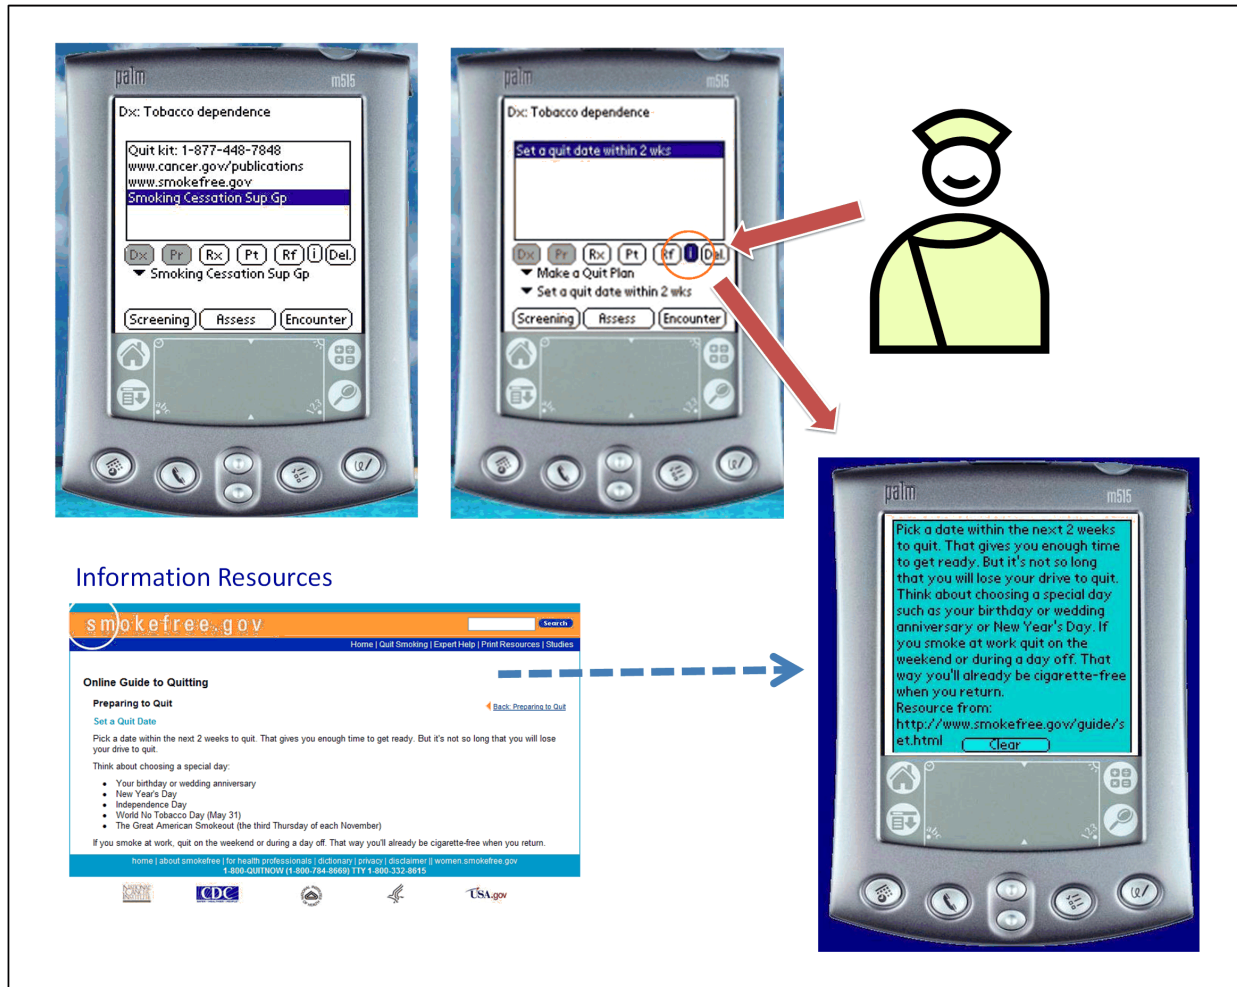 palm
m515
Dx: Tobacco dependence
Quit kit: 1-877-448-7848
www.cancer.gov/publications
www.smokefree.gov
Smoking Cessation Sup Gp
Dx Pr Rx Pt Rf i Del.
Smoking Cessation Sup Gp
Screening Assess Encounter
abc
123
palm
m515
Dx: Tobacco dependence
Set a quit date within 2 wks
Dx Pr Rx Pt Rf i Del.
Make a Quit Plan
Set a quit date within 2 wks
Screening Assess Encounter
abc
123
palm
m515
Pick a date within the next 2 weeks
to quit. That gives you enough time
to get ready. But it's not so long
that you will lose your drive to quit.
Think about choosing a special day
such as your birthday or wedding
anniversary or New Year's Day. If
you smoke at work quit on the
weekend or during a day off. That
way you'll already be cigarette-free
when you return.
Resource from:
http://www.smokefree.gov/guide/s
et.html
Clear
abc
123
Information Resources
smokefree.gov
Search
Home | Quit Smoking | Expert Help | Print Resources | Studies
Online Guide to Quitting
Preparing to Quit
Back: Preparing to Quit
Set a Quit Date
Pick a date within the next 2 weeks to quit. That gives you enough time to get ready. But it's not so long that you will lose
your drive to quit.
Think about choosing a special day:
• Your birthday or wedding anniversary
• New Year's Day
• Independence Day
• World No Tobacco Day (May 31)
• The Great American Smokeout (the third Thursday of each November)
If you smoke at work, quit on the weekend or during a day off. That way you'll already be cigarette-free when you return.
home | about smokefree | for health professionals | dictionary | privacy | disclaimer || women.smokefree.gov
1-800-QUITNOW (1-800-784-8669) TTY 1-800-332-8615
NATIONAL
CANCER
INSTITUTE
CDC
USA.gov